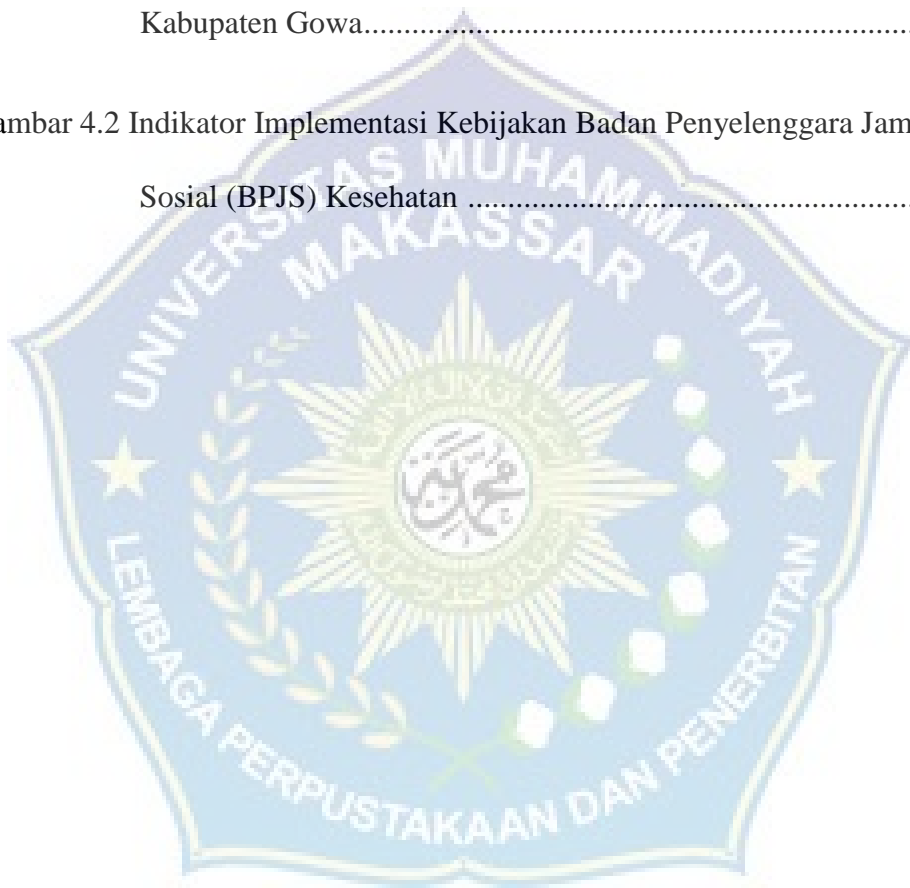 Kabupaten Gowa.....................................................................
ambar 4.2 Indikator Implementasi Kebijakan Badan Penyelenggara Jam
Sosial (BPJS) Kesehatan ........................................................
UNIVERSITAS MUHAMMADIYAH
MAKASSAR
LEMBAGA PERPUSTAKAAN DAN PENERBITAN